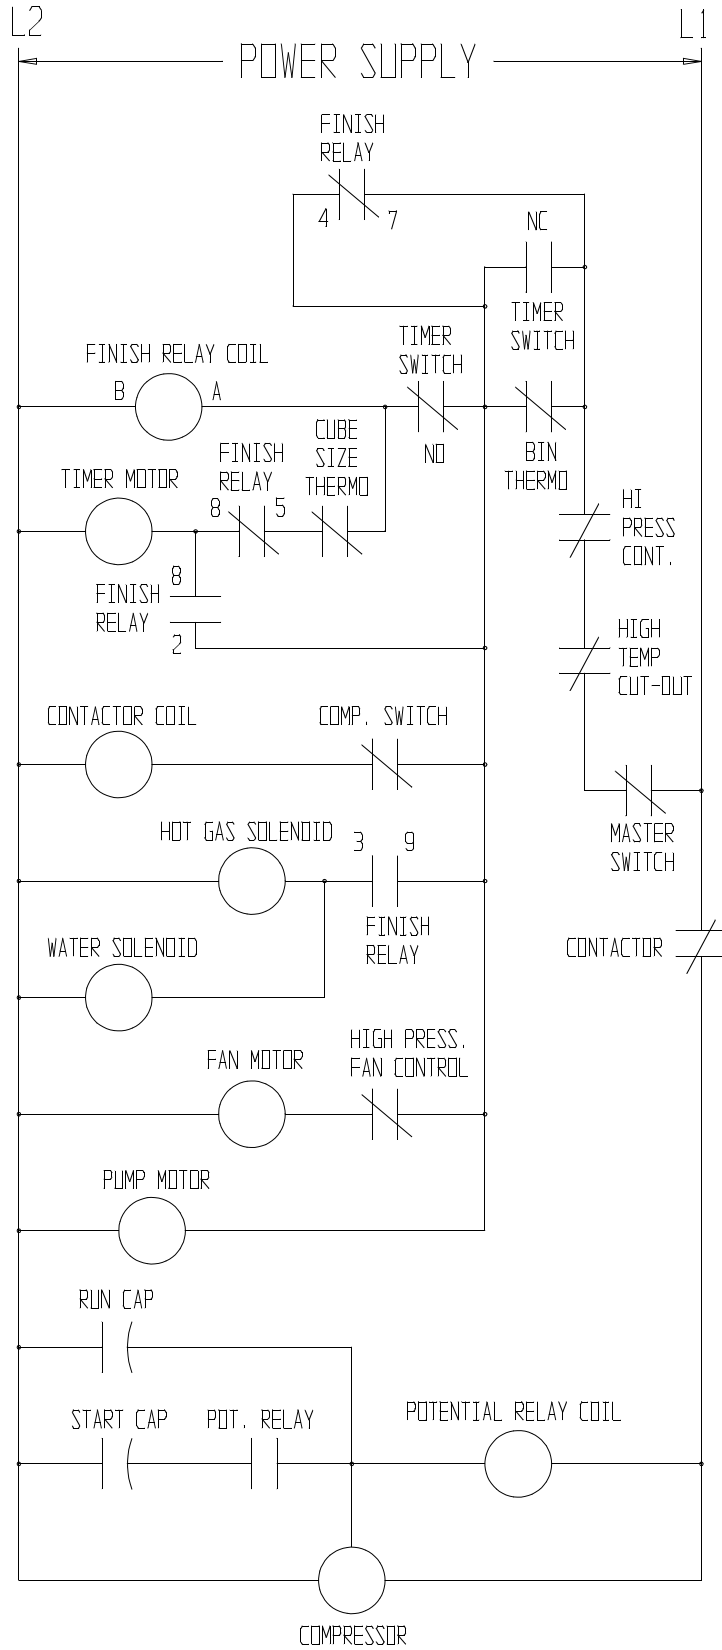 L2
L1
POWER SUPPLY
FINISH
RELAY
4
7
NC
TIMER
SWITCH
TIMER
SWITCH
FINISH RELAY COIL
B
A
NO
BIN
THERMO
CUBE
SIZE
THERMO
FINISH
RELAY
TIMER MOTOR
8
5
HI
PRESS
CONT.
8
FINISH
RELAY
2
HIGH
TEMP
CUT-OUT
CONTACTOR COIL
COMP. SWITCH
HOT GAS SOLENOID
3
9
MASTER
SWITCH
FINISH
RELAY
WATER SOLENOID
CONTACTOR
FAN MOTOR
HIGH PRESS.
FAN CONTROL
PUMP MOTOR
RUN CAP
START CAP
POT. RELAY
POTENTIAL RELAY COIL
COMPRESSOR